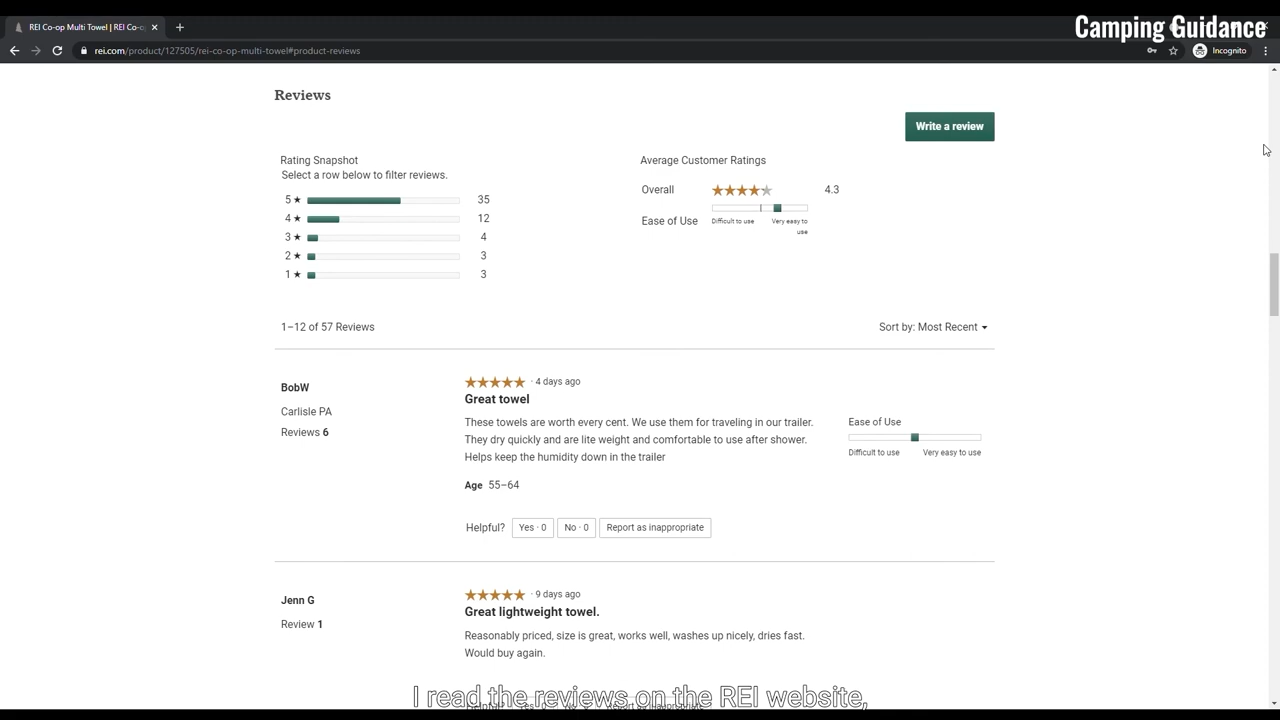 REI Co-op Multi Towel | REI Co-
Camping Guidance
rei.com/product/127505/rei-co-op-multi-towel#product-reviews
Incognito
Reviews
Write a review
Rating Snapshot
Select a row below to filter reviews.
5 ★ 35
4 ★ 12
3 ★ 4
2 ★ 3
1 ★ 3
Average Customer Ratings
Overall 4.3
Ease of Use
Difficult to use
Very easy to
use
1–12 of 57 Reviews
Sort by: Most Recent
BobW
Carlisle PA
Reviews 6
★★★★★ · 4 days ago
Great towel
These towels are worth every cent. We use them for traveling in our trailer.
They dry quickly and are lite weight and comfortable to use after shower.
Helps keep the humidity down in the trailer
Age 55–64
Ease of Use
Difficult to use
Very easy to use
Helpful? Yes · 0 No · 0 Report as inappropriate
Jenn G
Review 1
★★★★★ · 9 days ago
Great lightweight towel.
Reasonably priced, size is great, works well, washes up nicely, dries fast.
Would buy again.
I read the reviews on the REI website,